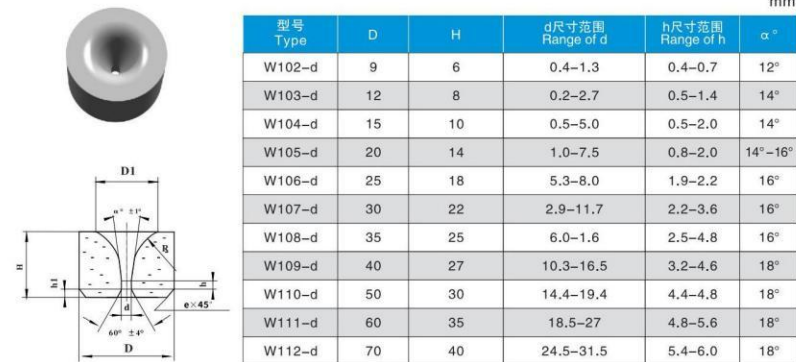 mm
型号 D H d尺寸范围 h尺寸范围 α°
Type Range of d Range of h
W102-d 9 6 0.4-1.3 0.4-0.7 12°
W103-d 12 8 0.2-2.7 0.5-1.4 14°
W104-d 15 10 0.5-5.0 0.5-2.0 14°
W105-d 20 14 1.0-7.5 0.8-2.0 14°-16°
W106-d 25 18 5.3-8.0 1.9-2.2 16°
W107-d 30 22 2.9-11.7 2.2-3.6 16°
W108-d 35 25 6.0-1.6 2.5-4.8 16°
W109-d 40 27 10.3-16.5 3.2-4.6 18°
W110-d 50 30 14.4-19.4 4.4-4.8 18°
W111-d 60 35 18.5-27 4.8-5.6 18°
W112-d 70 40 24.5-31.5 5.4-6.0 18°
D1
α° ±1°
R
H
h1
h
d
e×45°
60° ±4°
D